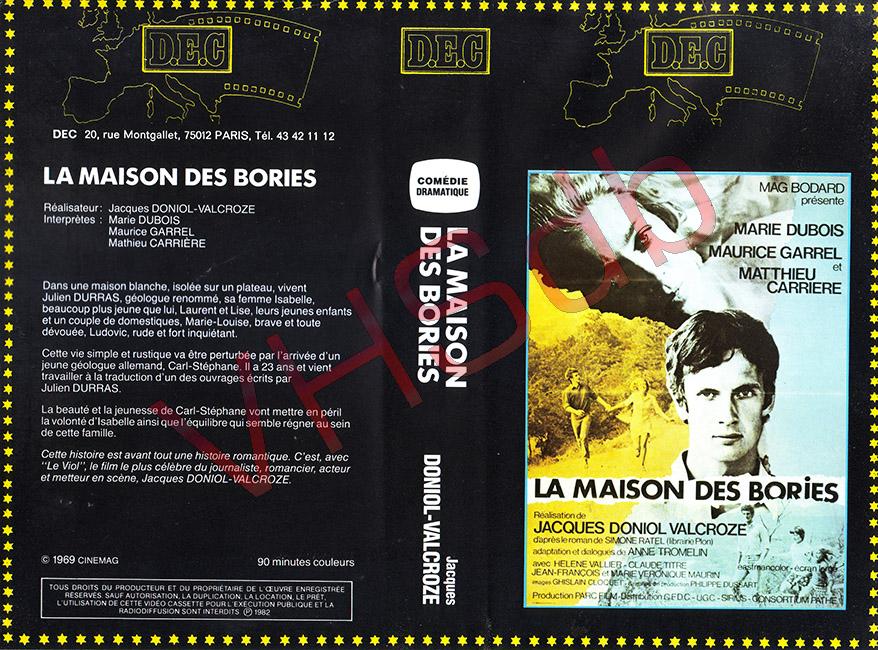 D.E.C
DEC 20, rue Montgallet, 75012 PARIS, Tél. 43 42 11 12
LA MAISON DES BORIES
Réalisateur : Jacques DONIOL-VALCROZE
Interprètes : Marie DUBOIS
Maurice GARREL
Mathieu CARRIÈRE
Dans une maison blanche, isolée sur un plateau, vivent
Julien DURRAS, géologue renommé, sa femme Isabelle,
beaucoup plus jeune que lui, Laurent et Lise, leurs jeunes enfants
et un couple de domestiques, Marie-Louise, brave et toute
dévouée, Ludovic, rude et fort inquiétant.
Cette vie simple et rustique va être perturbée par l'arrivée d'un
jeune géologue allemand, Carl-Stéphane. Il a 23 ans et vient
travailler à la traduction d'un des ouvrages écrits par
Julien DURRAS.
La beauté et la jeunesse de Carl-Stéphane vont mettre en péril
la volonté d'Isabelle ainsi que l'équilibre qui semble régner au sein
de cette famille.
Cette histoire est avant tout une histoire romantique. C'est, avec
"Le Viol", le film le plus célèbre du journaliste, romancier, acteur
et metteur en scène, Jacques DONIOL-VALCROZE.
© 1969 CINEMAG
90 minutes couleurs
TOUS DROITS DU PRODUCTEUR ET DU PROPRIÉTAIRE DE L'ŒUVRE ENREGISTRÉE
RÉSERVÉS. SAUF AUTORISATION, LA DUPLICATION, LA LOCATION, LE PRÊT,
L'UTILISATION DE CETTE VIDÉO CASSETTE POUR L'EXÉCUTION PUBLIQUE ET LA
RADIODIFFUSION SONT INTERDITS Ⓟ 1982
D.E.C
COMÉDIE
DRAMATIQUE
LA MAISON
DES BORIES
Jacques
DONIOL-VALCROZE
D.E.C
MAG BODARD
présente
MARIE DUBOIS
MAURICE GARREL
et
MATTHIEU
CARRIERE
LA MAISON DES BORIES
Réalisation de
JACQUES DONIOL VALCROZE
d'après le roman de SIMONE RATEL (librairie Plon)
adaptation et dialogues de ANNE TROMELIN
avec HELENE VALLIER - CLAUDE TITRE
JEAN-FRANÇOIS et MARIE VERONIQUE MAURIN
images GHISLAIN CLOQUET
production PHILIPPE DUSSART
eastmancolor - ecran large
Production PARC FILM - Distribution G.F.D.C - UGC - SIRIUS - CONSORTIUM PATHE
VHSdb